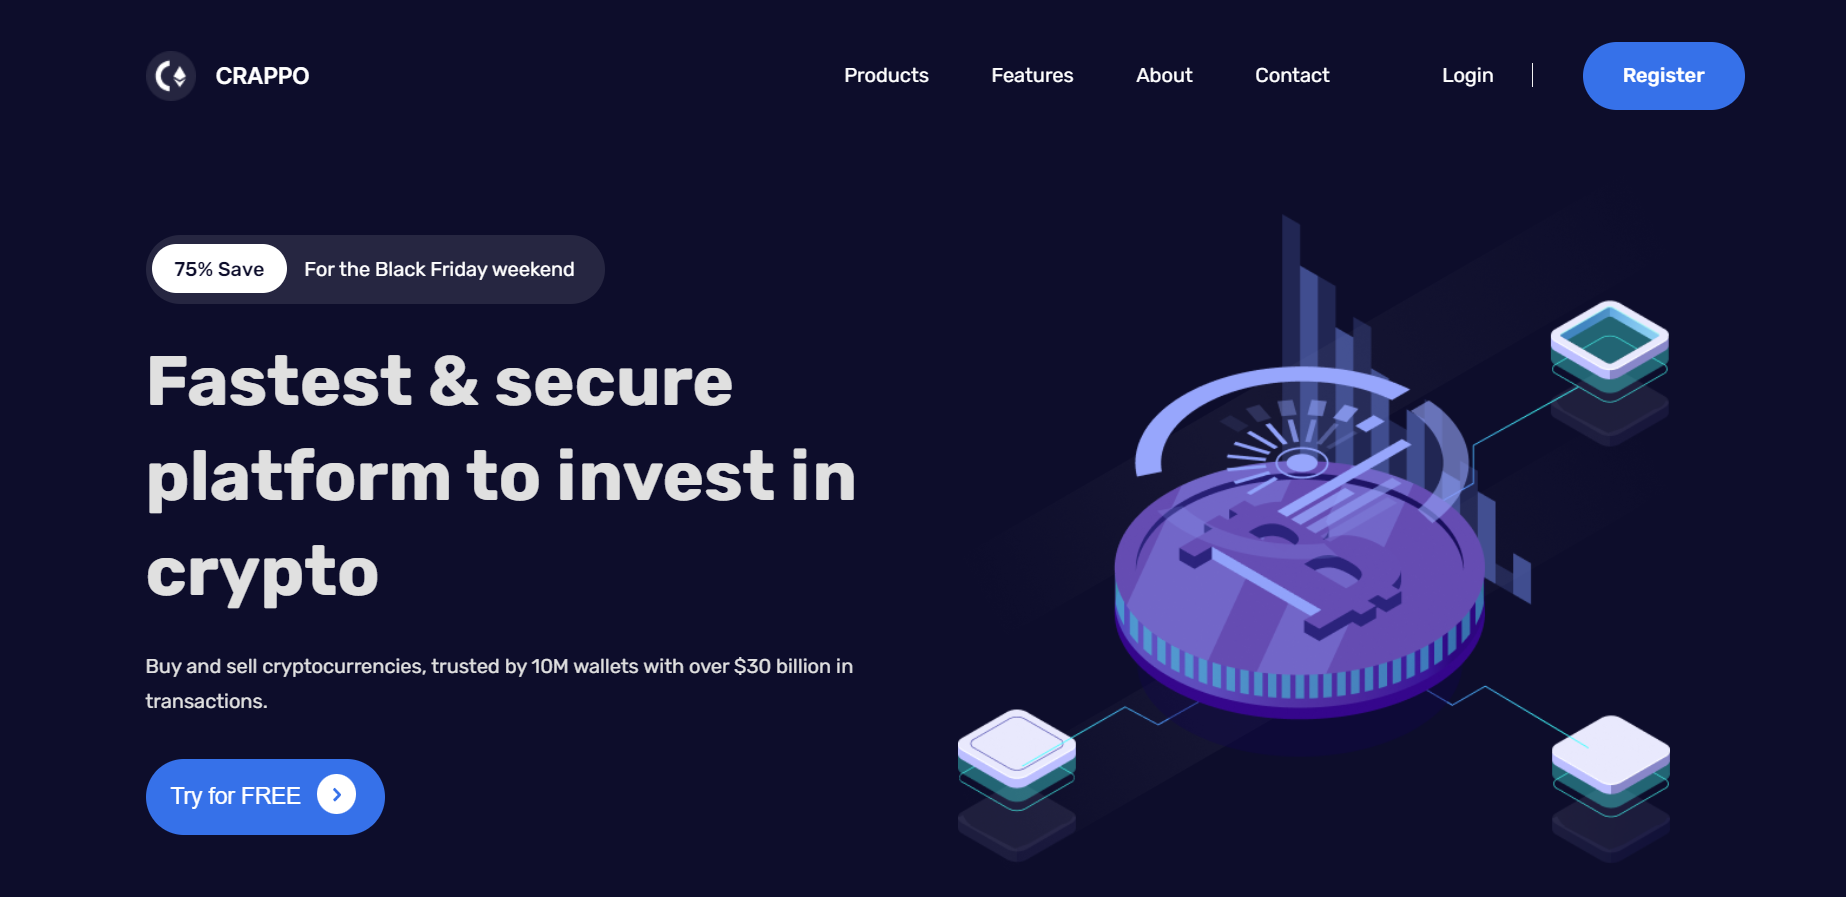 CRAPPO
Products
Features
About
Contact
Login
Register
75% Save
For the Black Friday weekend
Fastest & secure
platform to invest in
crypto
Buy and sell cryptocurrencies, trusted by 10M wallets with over $30 billion in
transactions.
Try for FREE